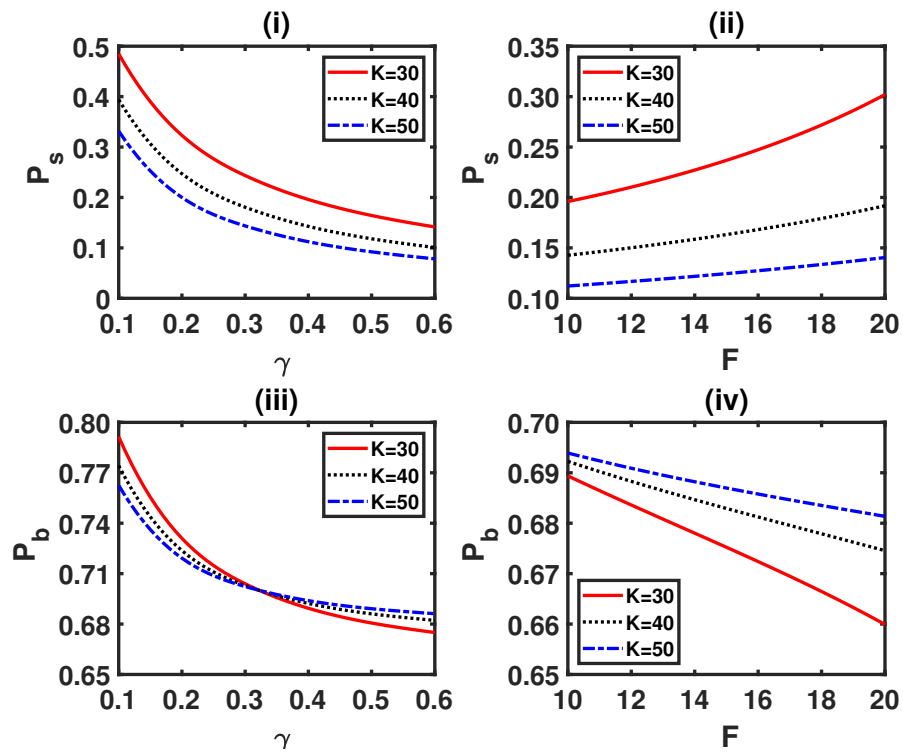 (i)
P_s
0.5
0.4
0.3
0.2
0.1
0
K=30
K=40
K=50
0.1 0.2 0.3 0.4 0.5 0.6
γ
(ii)
P_s
0.35
0.30
0.25
0.20
0.15
0.10
K=30
K=40
K=50
10 12 14 16 18 20
F
(iii)
P_b
0.80
0.77
0.74
0.71
0.68
0.65
K=30
K=40
K=50
0.1 0.2 0.3 0.4 0.5 0.6
γ
(iv)
P_b
0.70
0.69
0.68
0.67
0.66
0.65
K=30
K=40
K=50
10 12 14 16 18 20
F